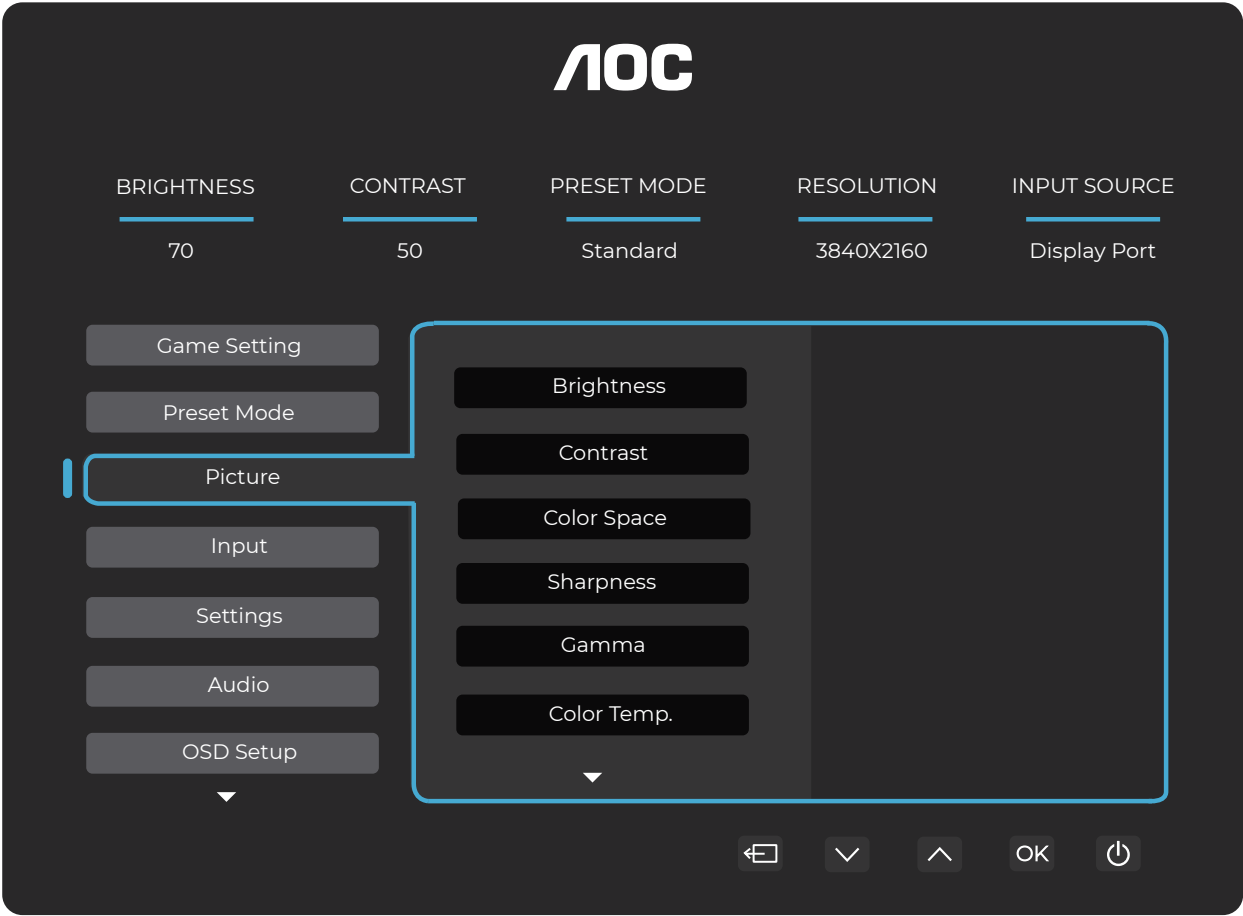 AOC
BRIGHTNESS
CONTRAST
PRESET MODE
RESOLUTION
INPUT SOURCE
70
50
Standard
3840X2160
Display Port
Game Setting
Preset Mode
Picture
Input
Settings
Audio
OSD Setup
Brightness
Contrast
Color Space
Sharpness
Gamma
Color Temp.
OK